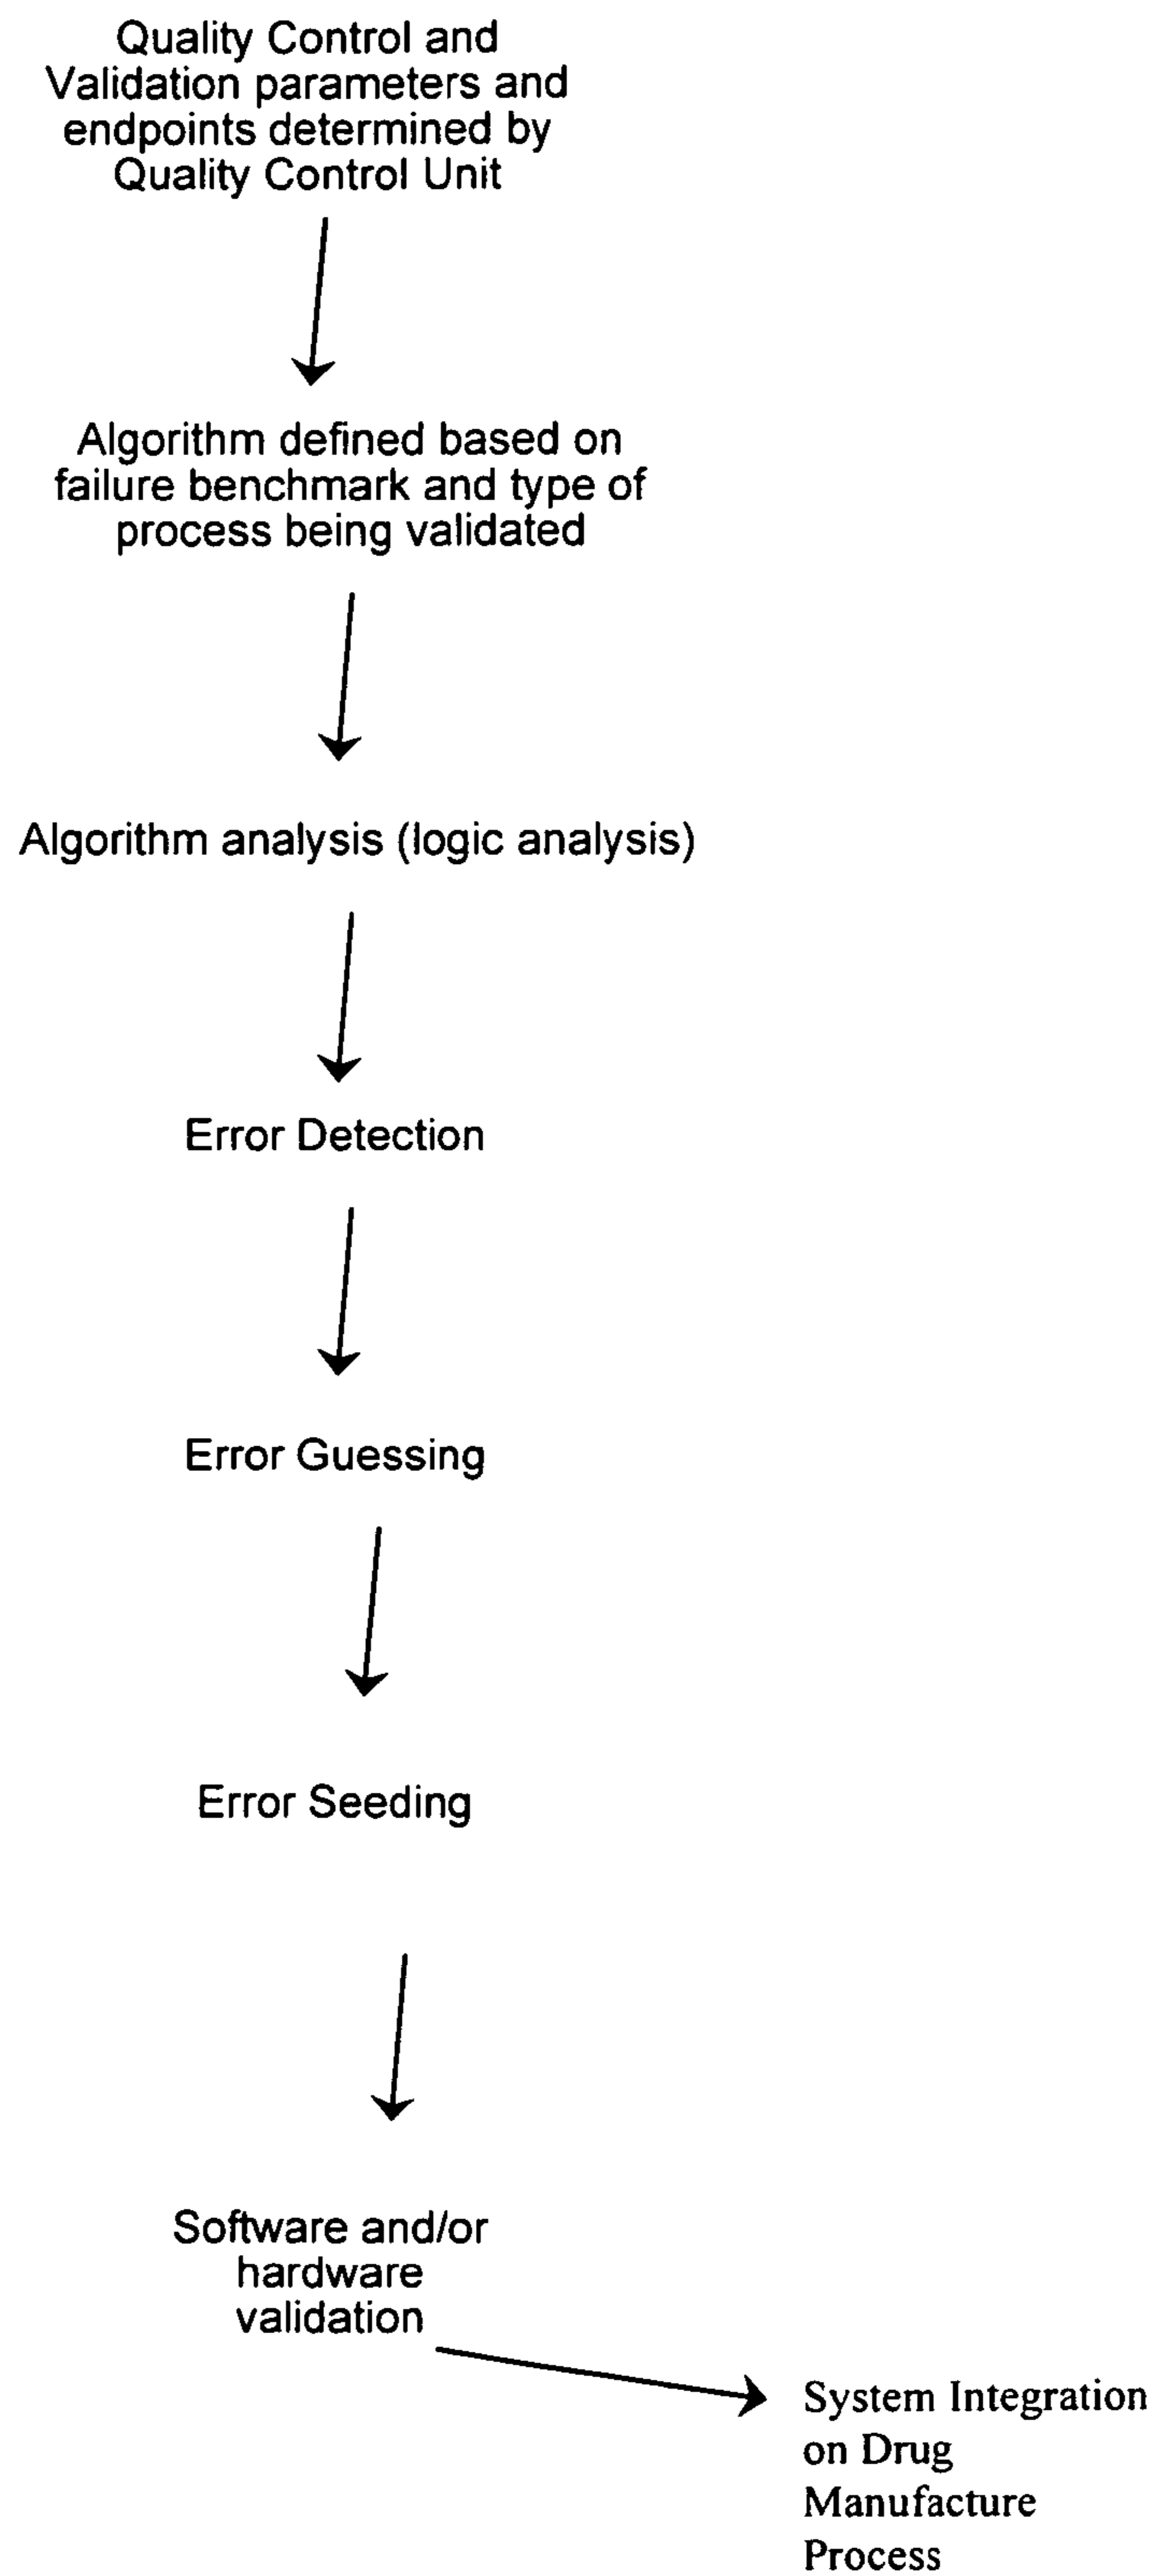 Quality Control and
Validation parameters and
endpoints determined by
Quality Control Unit
Algorithm defined based on
failure benchmark and type of
process being validated
Algorithm analysis (logic analysis)
Error Detection
Error Guessing
Error Seeding
Software and/or
hardware
validation
System Integration
on Drug
Manufacture
Process